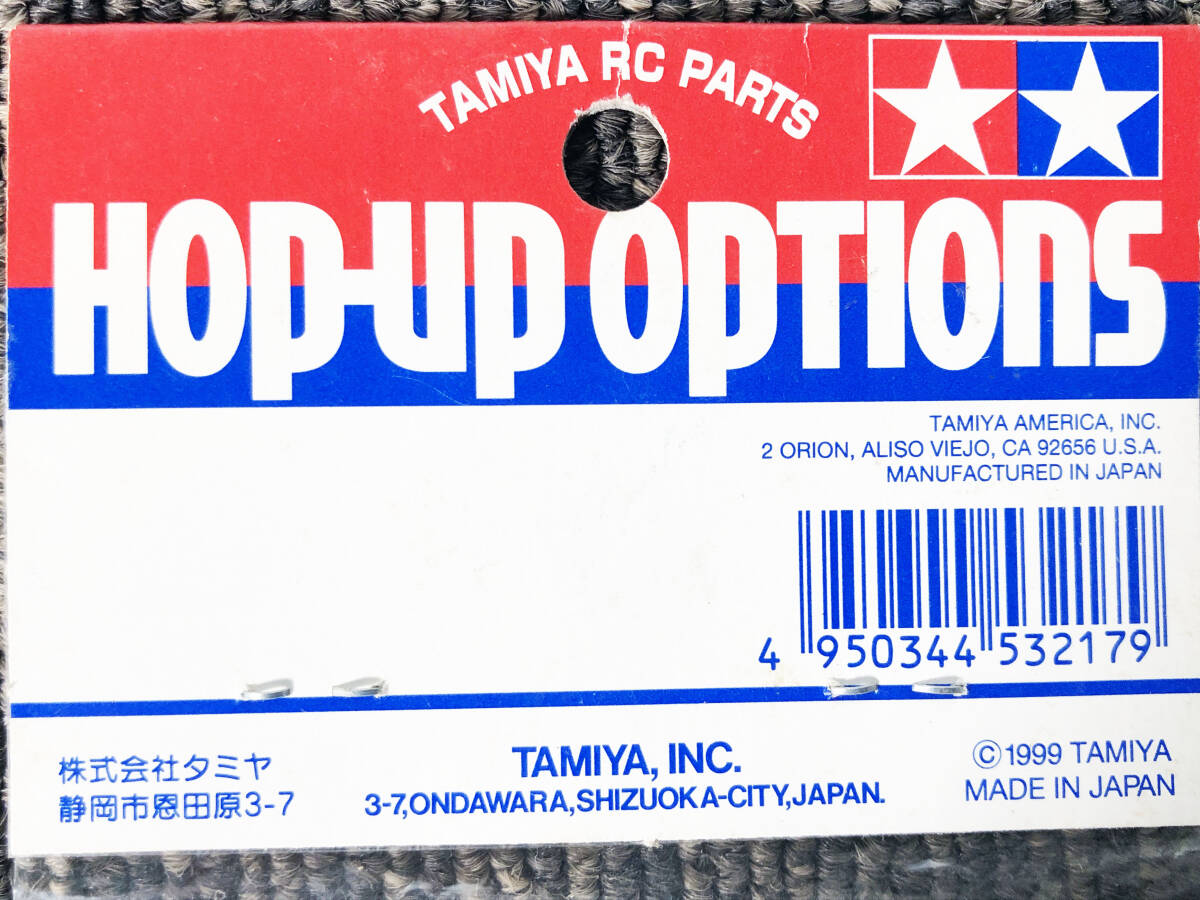 TAMIYA RC PARTS
HOP-UP OPTIONS
TAMIYA AMERICA, INC.
2 ORION, ALISO VIEJO, CA 92656 U.S.A.
MANUFACTURED IN JAPAN
4 950344 532179
株式会社タミヤ
静岡市恩田原3-7
TAMIYA, INC.
3-7,ONDAWARA,SHIZUOKA-CITY,JAPAN.
©1999 TAMIYA
MADE IN JAPAN